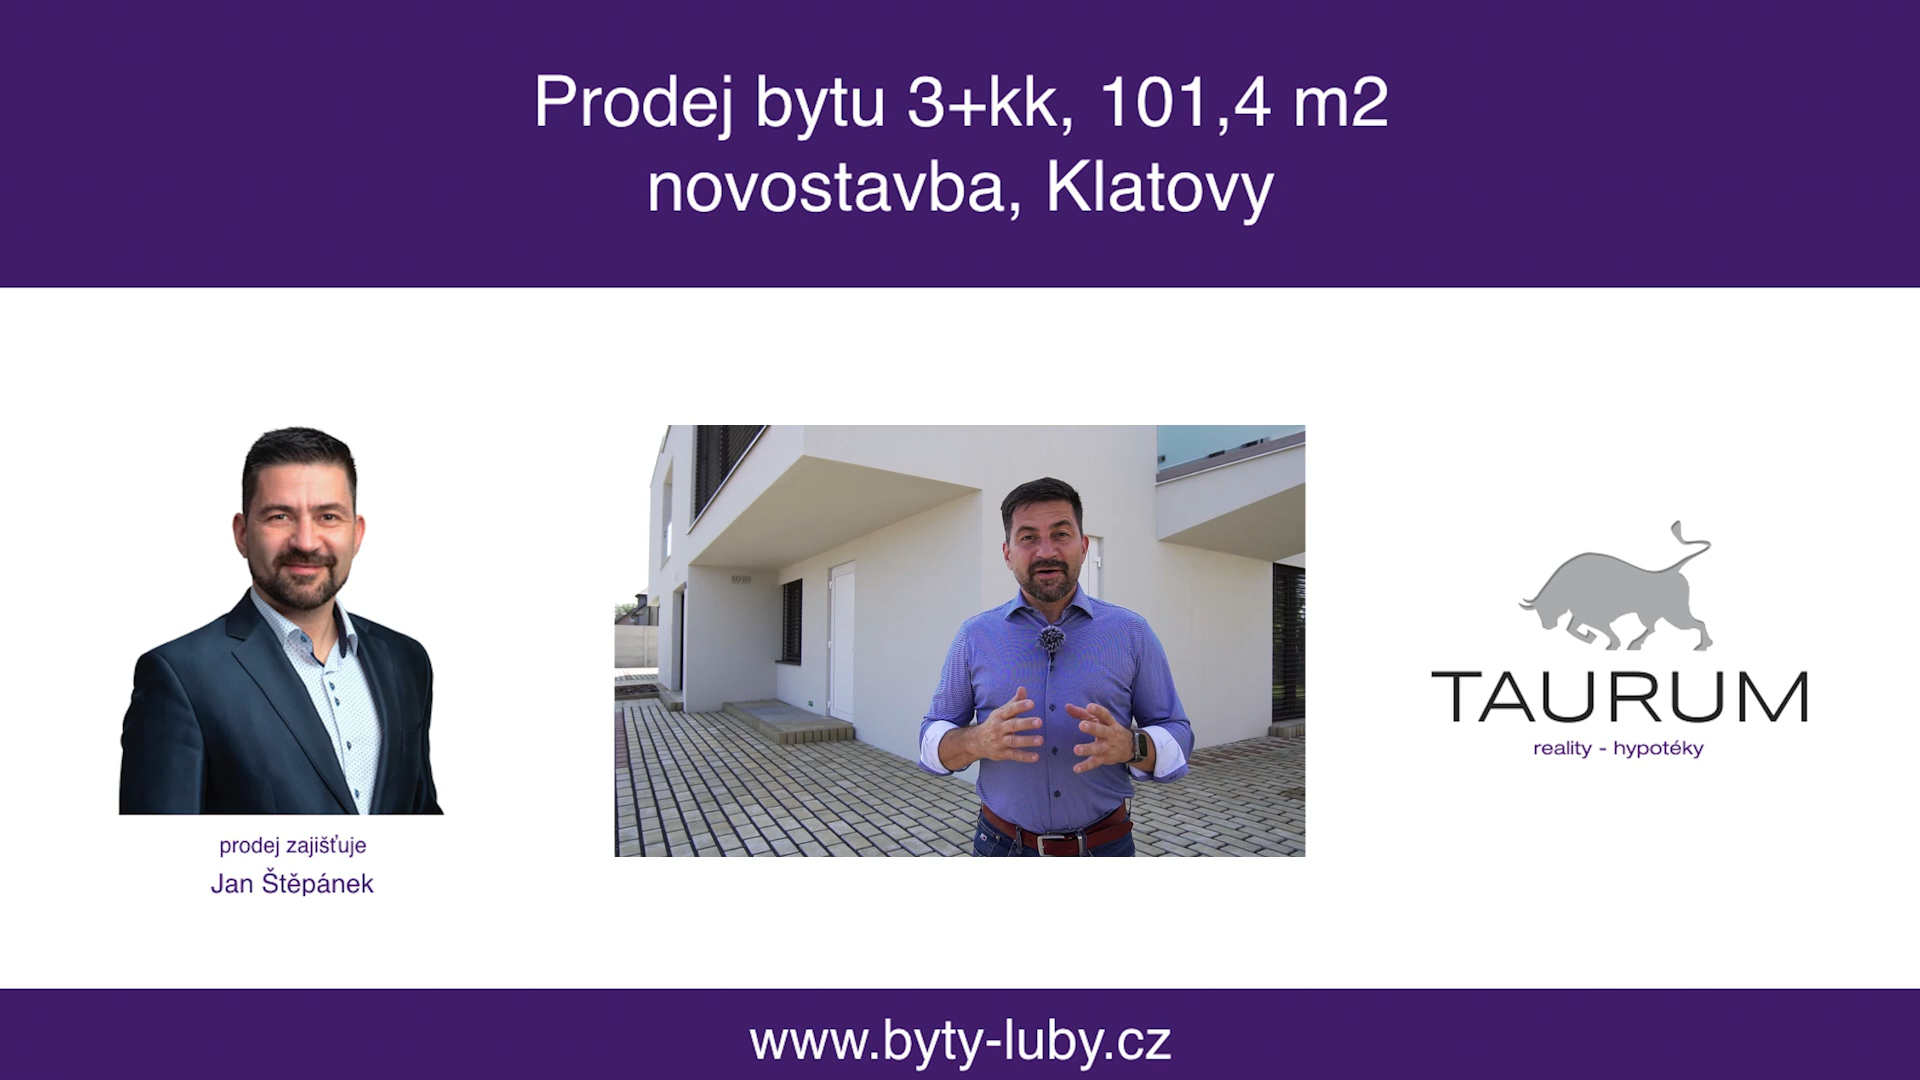 Prodej bytu 3+kk, 101,4 m2
novostavba, Klatovy
prodej zajišťuje
Jan Štěpánek
TAURUM
reality - hypotéky
www.byty-luby.cz